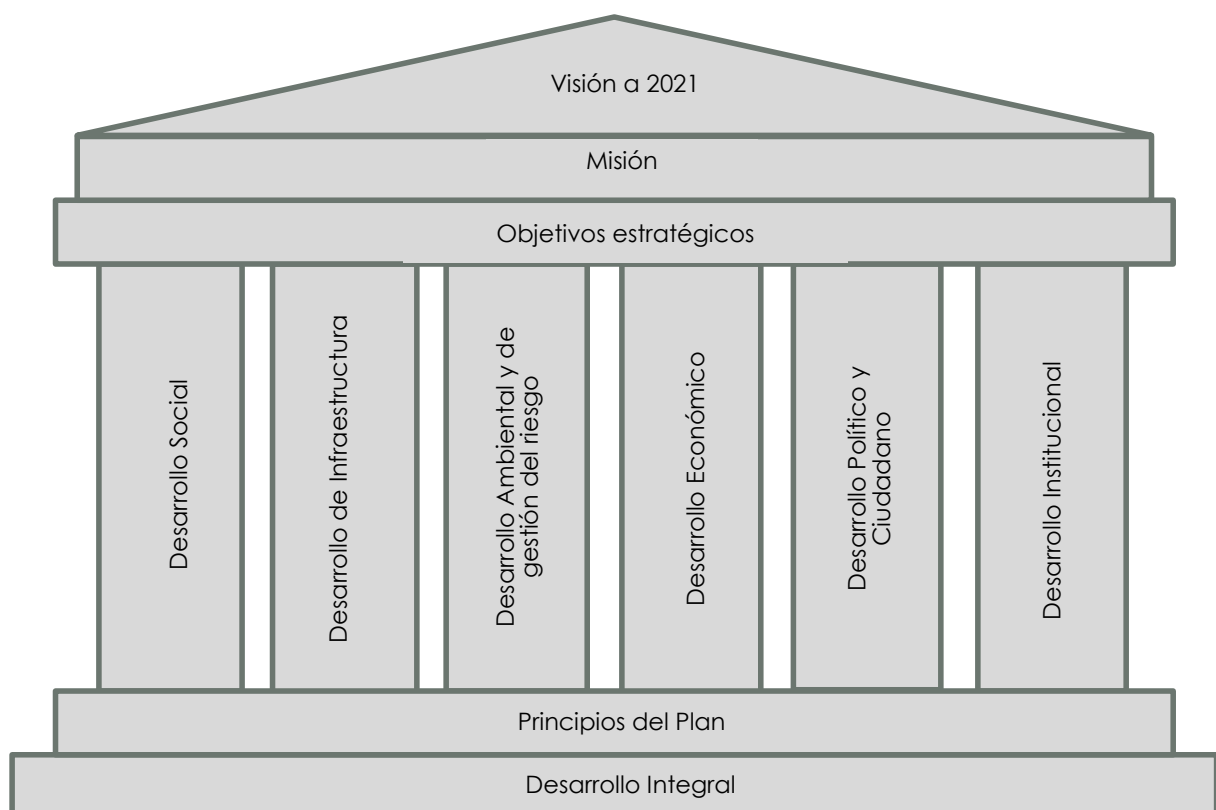 Visión a 2021
Misión
Objetivos estratégicos
Desarrollo Social
Desarrollo de Infraestructura
Desarrollo Ambiental y de
gestión del riesgo
Desarrollo Económico
Desarrollo Político y
Ciudadano
Desarrollo Institucional
Principios del Plan
Desarrollo Integral